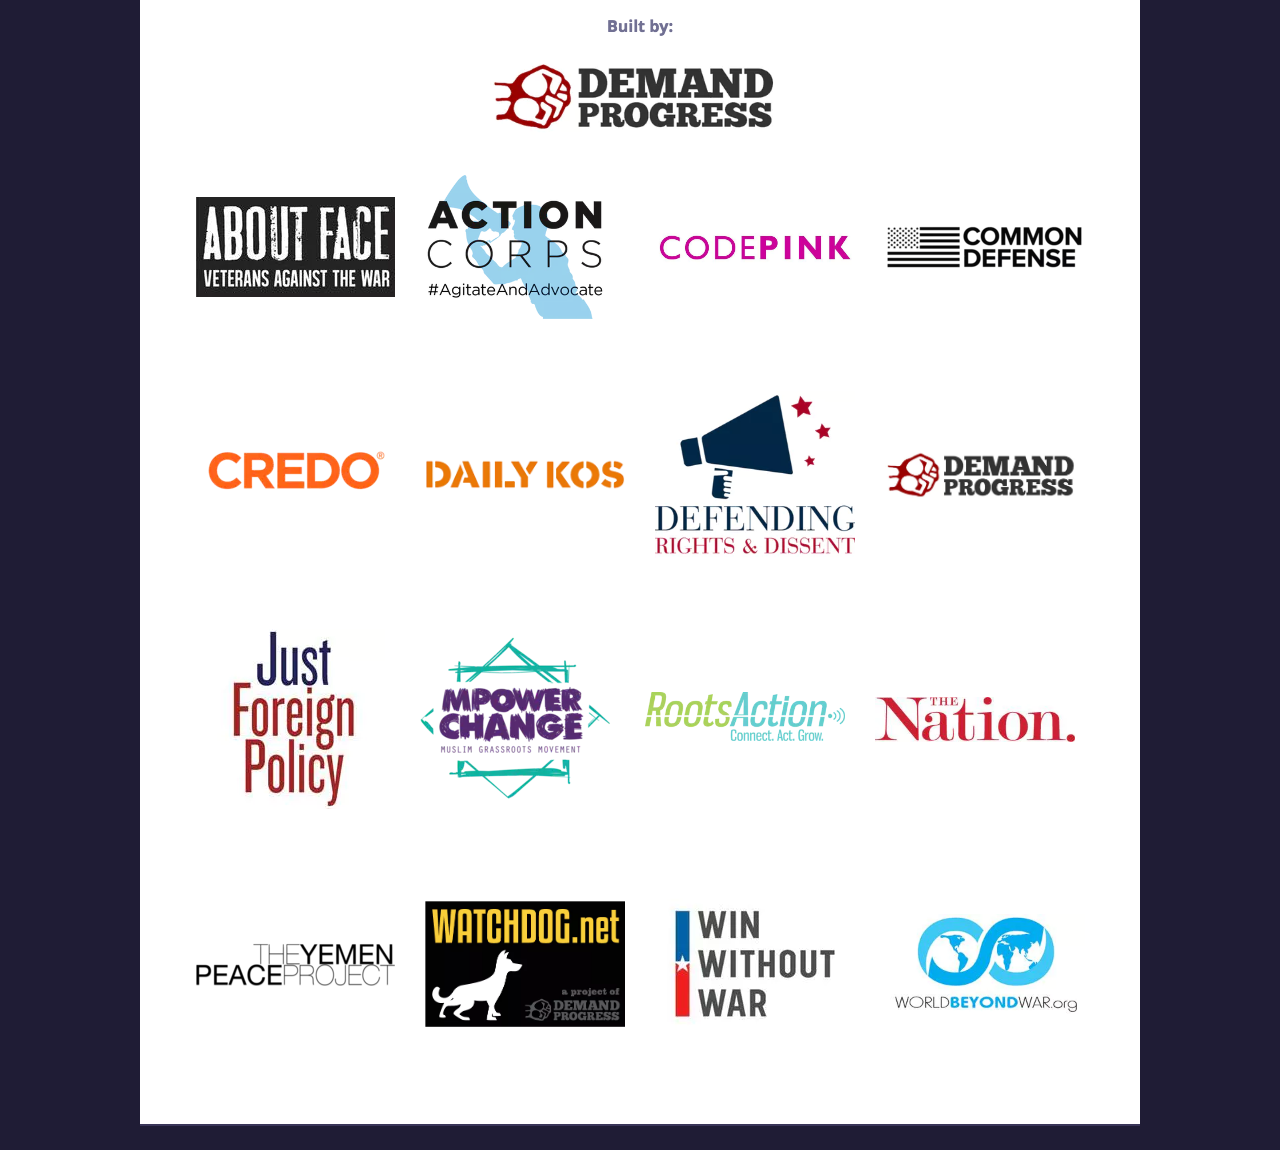 Built by:
DEMAND
PROGRESS
ABOUT FACE
VETERANS AGAINST THE WAR
ACTION
CORPS
#AgitateAndAdvocate
CODEPINK
COMMON
DEFENSE
CREDO®
DAILY KOS
DEFENDING
RIGHTS & DISSENT
DEMAND
PROGRESS
Just
Foreign
Policy
MPOWER
CHANGE
MUSLIM GRASSROOTS MOVEMENT
RootsAction
Connect. Act. Grow.
THE
Nation.
THEYEMEN
PEACEPROJECT
WATCHDOG.net
a project of
DEMAND
PROGRESS
WIN
WITHOUT
WAR
WORLDBEYONDWAR.org